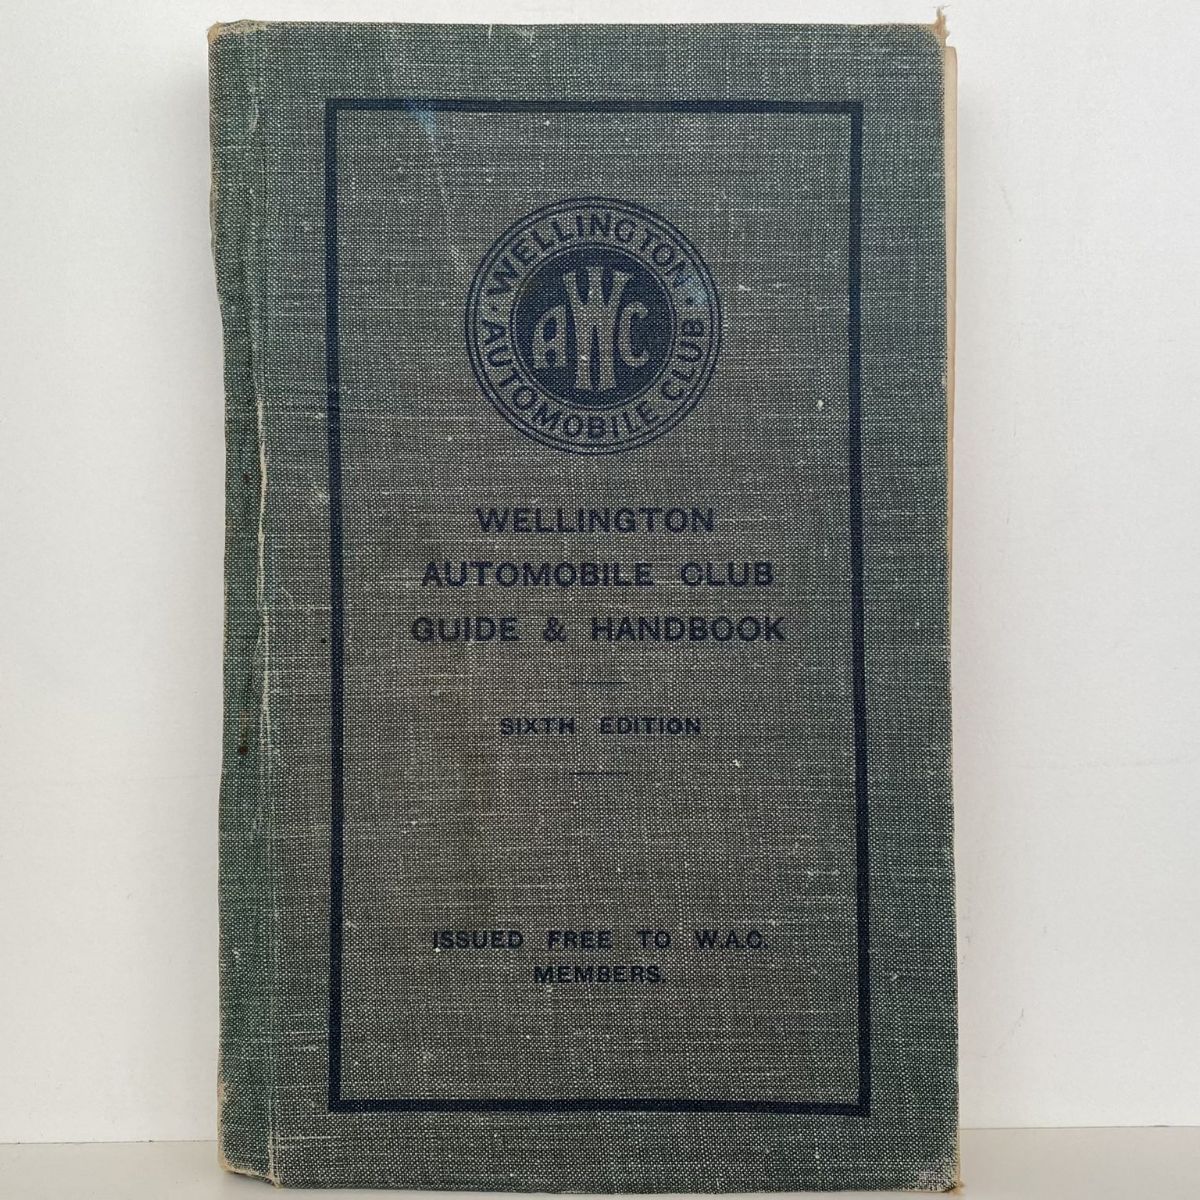 · WELLINGTON ·
AUTOMOBILE CLUB
AWC
WELLINGTON
AUTOMOBILE CLUB
GUIDE & HANDBOOK
SIXTH EDITION
ISSUED FREE TO W.A.C.
MEMBERS.